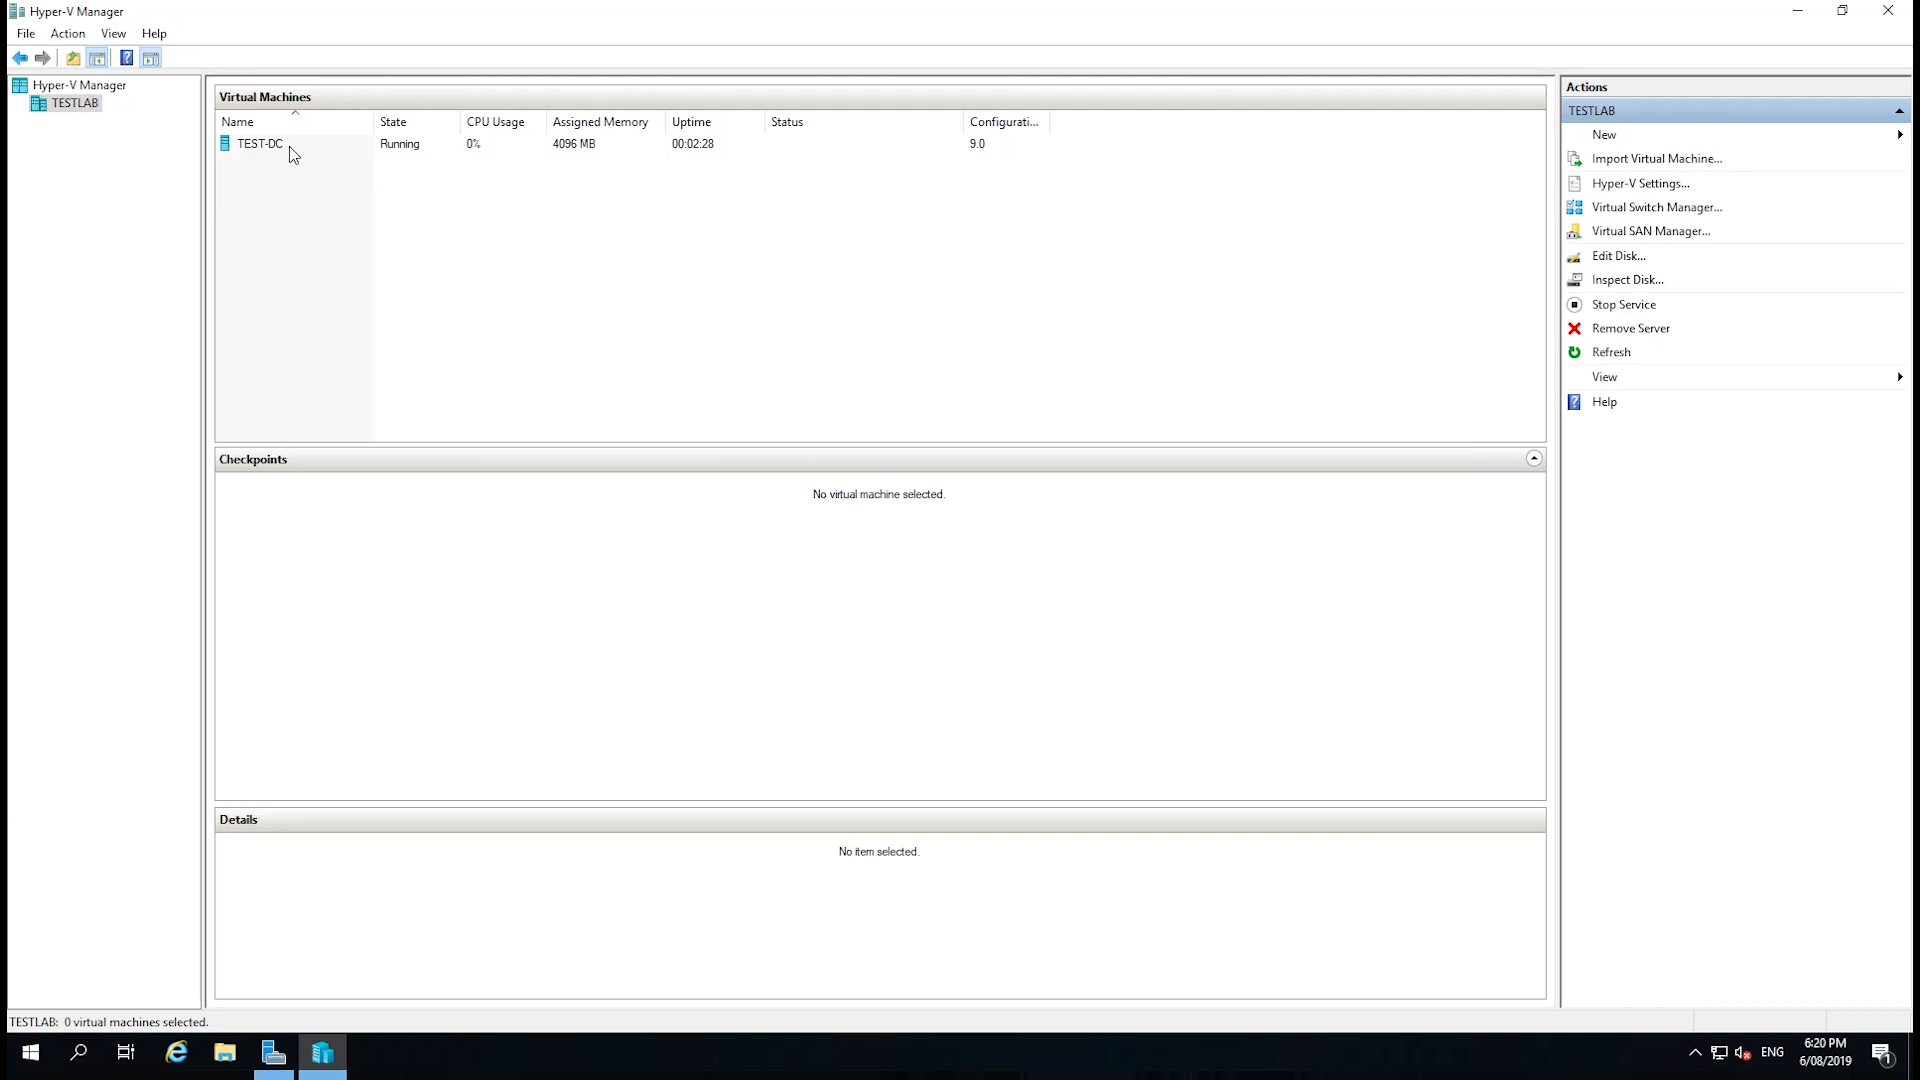 Hyper-V Manager
File Action View Help
Hyper-V Manager
TESTLAB
Virtual Machines
Name State CPU Usage Assigned Memory Uptime Status Configurati...
TEST-DC Running 0% 4096 MB 00:02:28 9.0
Checkpoints
No virtual machine selected.
Details
No item selected.
Actions
TESTLAB
New
Import Virtual Machine...
Hyper-V Settings...
Virtual Switch Manager...
Virtual SAN Manager...
Edit Disk...
Inspect Disk...
Stop Service
Remove Server
Refresh
View
Help
TESTLAB: 0 virtual machines selected.
ENG
6:20 PM
6/08/2019
1